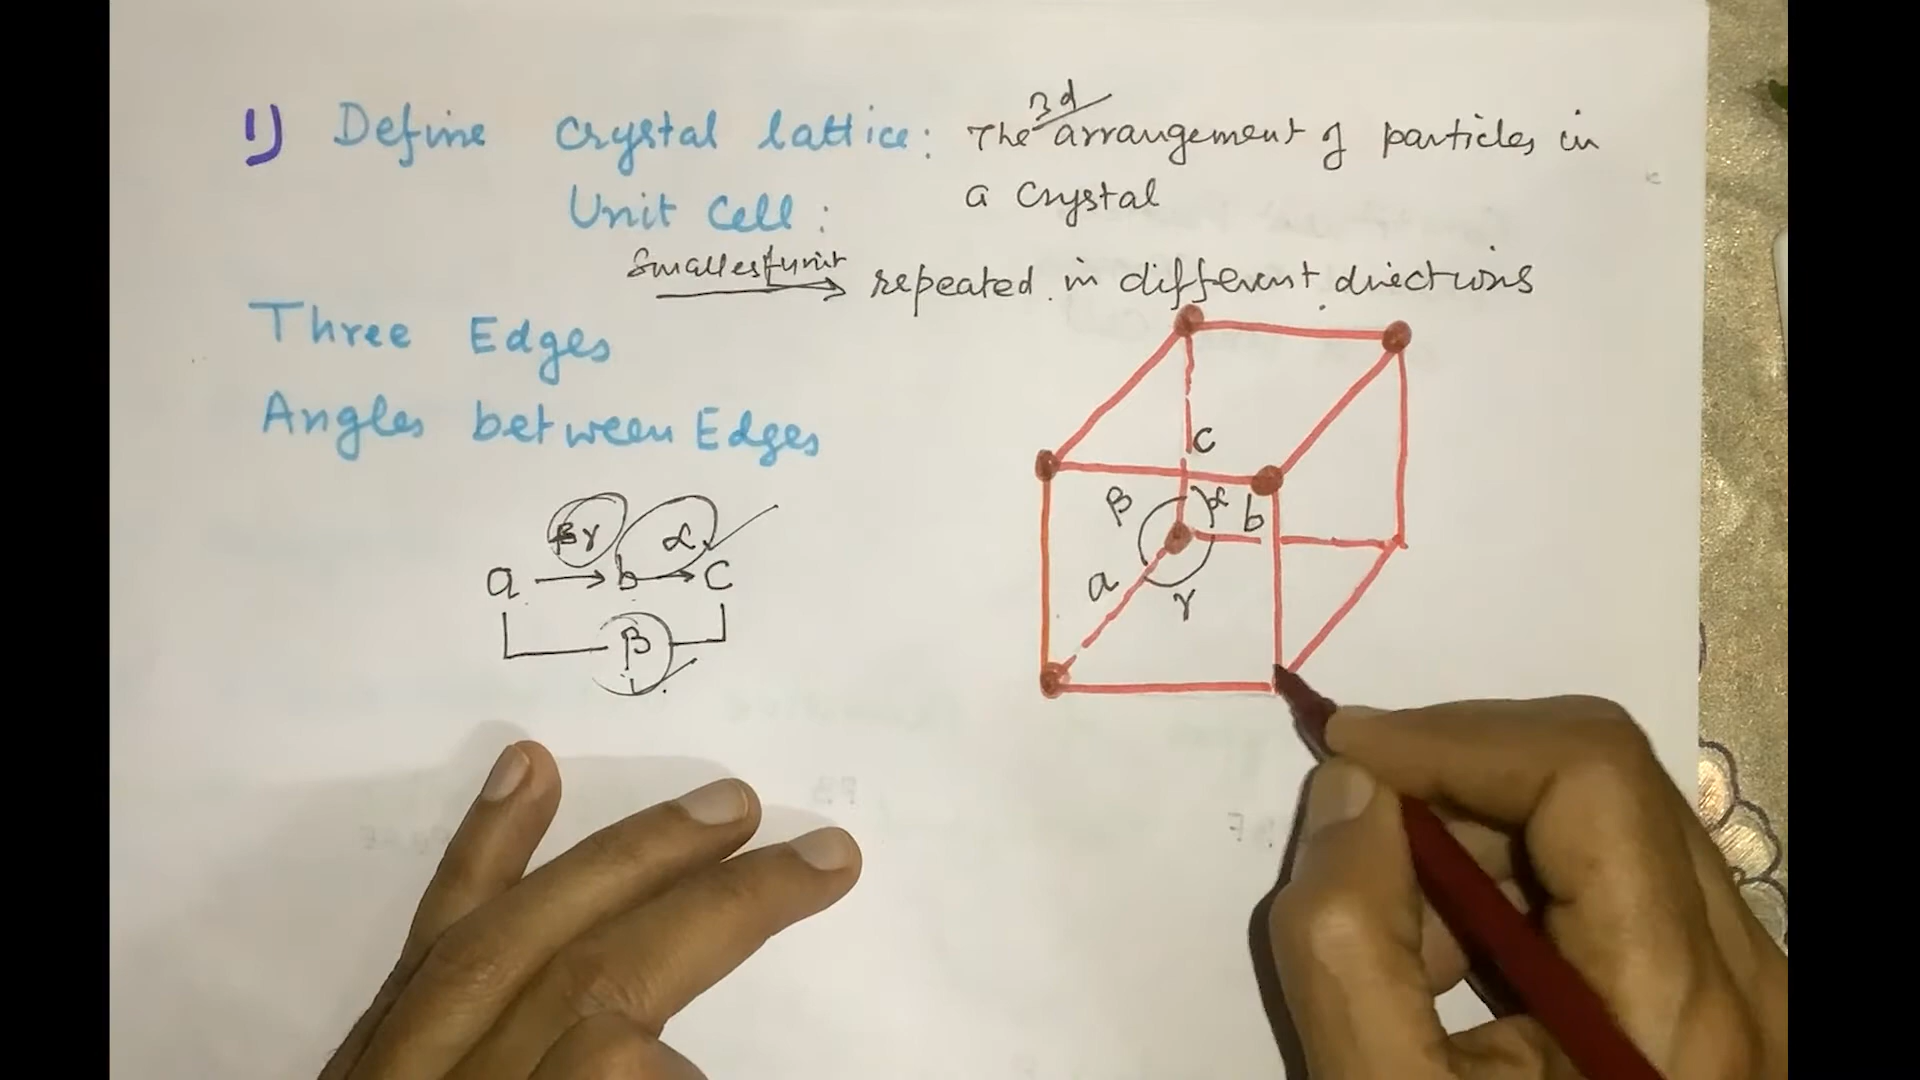 1) Define Crystal lattice: The 3d arrangement of particles in
a Crystal
Unit Cell:
Smallest unit repeated in different directions
Three Edges
Angles between Edges
βγ α
a → b → c
β
c
β α b
a
γ